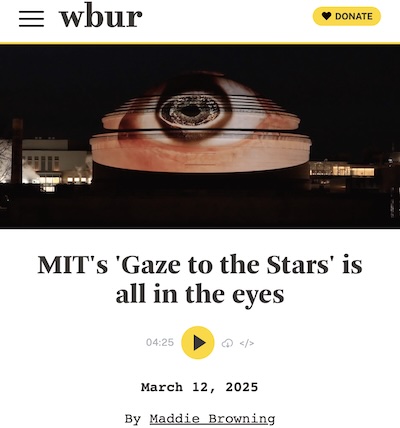 wbur
DONATE
MIT's 'Gaze to the Stars' is
all in the eyes
04:25
</>
March 12, 2025
By Maddie Browning